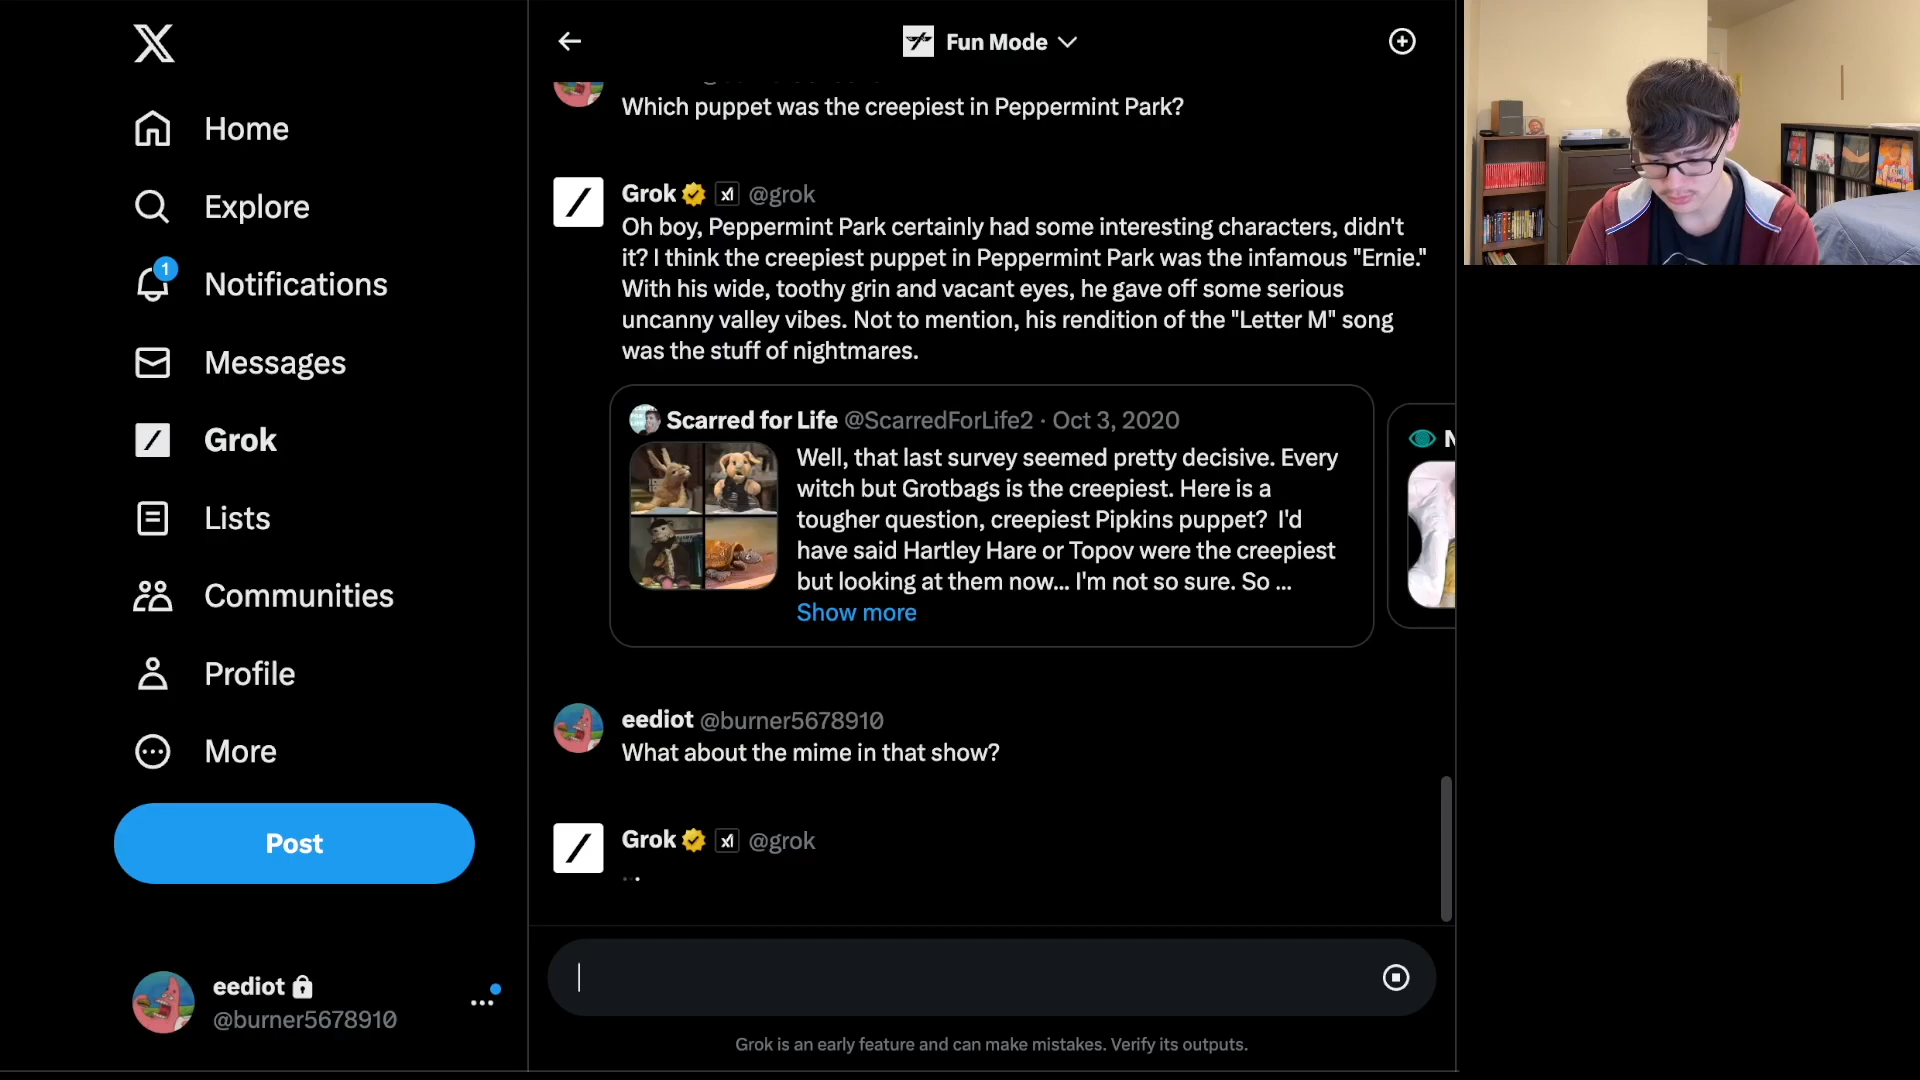 Home
Explore
1
Notifications
Messages
Grok
Lists
Communities
Profile
More
Post
eediot
@burner5678910
Fun Mode
Which puppet was the creepiest in Peppermint Park?
Grok @grok
Oh boy, Peppermint Park certainly had some interesting characters, didn't
it? I think the creepiest puppet in Peppermint Park was the infamous "Ernie."
With his wide, toothy grin and vacant eyes, he gave off some serious
uncanny valley vibes. Not to mention, his rendition of the "Letter M" song
was the stuff of nightmares.
Scarred for Life @ScarredForLife2 · Oct 3, 2020
Well, that last survey seemed pretty decisive. Every
witch but Grotbags is the creepiest. Here is a
tougher question, creepiest Pipkins puppet? I'd
have said Hartley Hare or Topov were the creepiest
but looking at them now... I'm not so sure. So ...
Show more
eediot @burner5678910
What about the mime in that show?
Grok @grok
Grok is an early feature and can make mistakes. Verify its outputs.